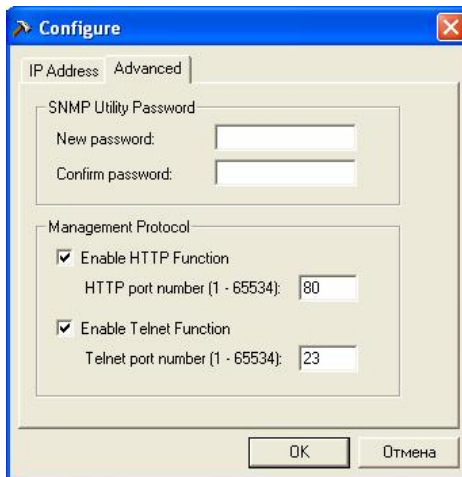 Configure
IP Address
Advanced
SNMP Utility Password
New password:
Confirm password:
Management Protocol
Enable HTTP Function
HTTP port number (1 - 65534): 80
Enable Telnet Function
Telnet port number (1 - 65534): 23
OK
Отмена